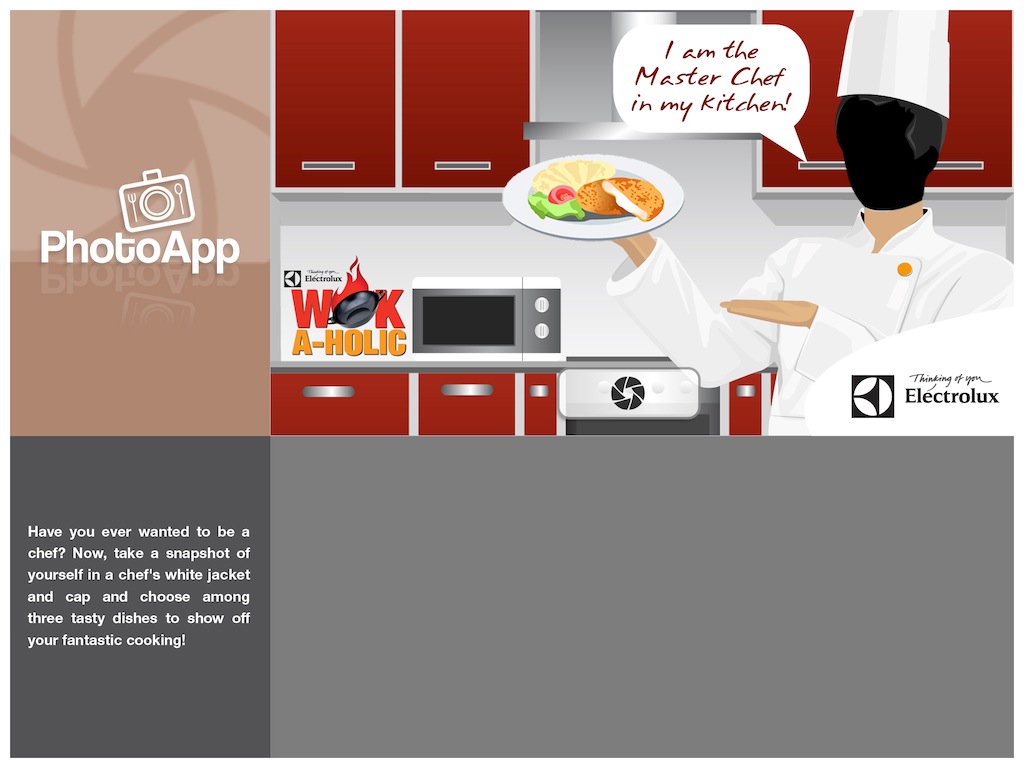 PhotoApp
I am the
Master Chef
in my kitchen!
Thinking of you
Electrolux
WOK
A-HOLIC
Thinking of you
Electrolux
Have you ever wanted to be a
chef? Now, take a snapshot of
yourself in a chef's white jacket
and cap and choose among
three tasty dishes to show off
your fantastic cooking!